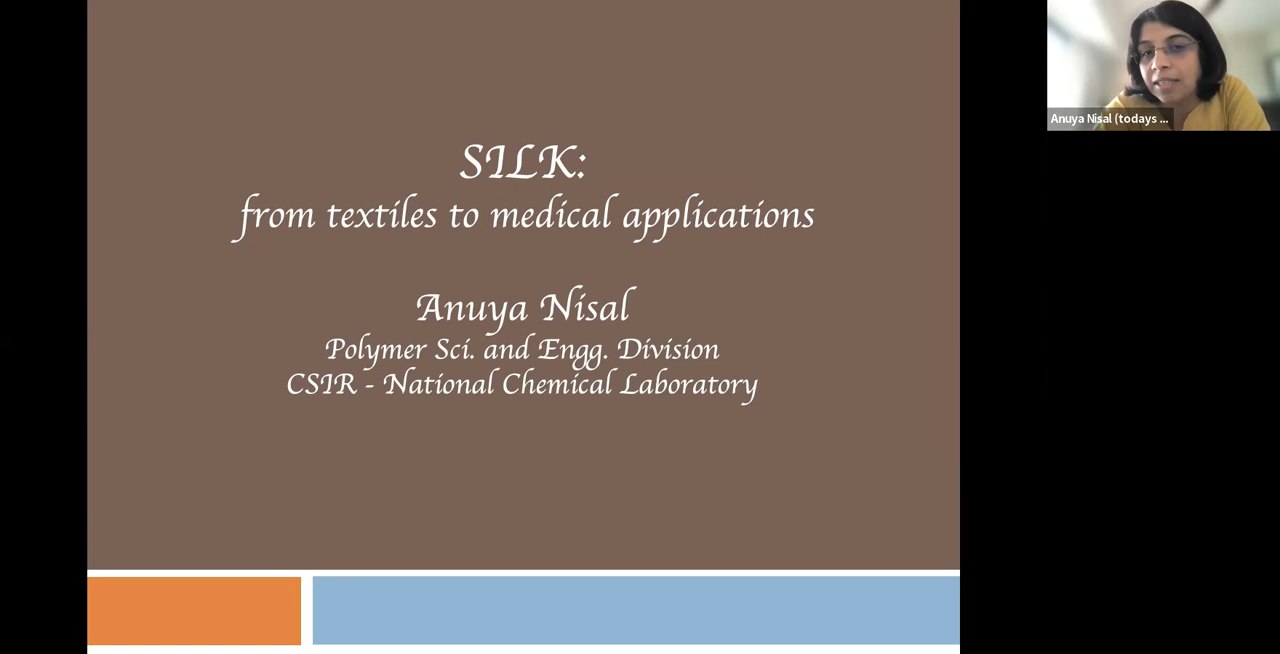 SILK:
from textiles to medical applications
Anuya Nisal
Polymer Sci. and Engg. Division
CSIR - National Chemical Laboratory
Anuya Nisal (todays ...